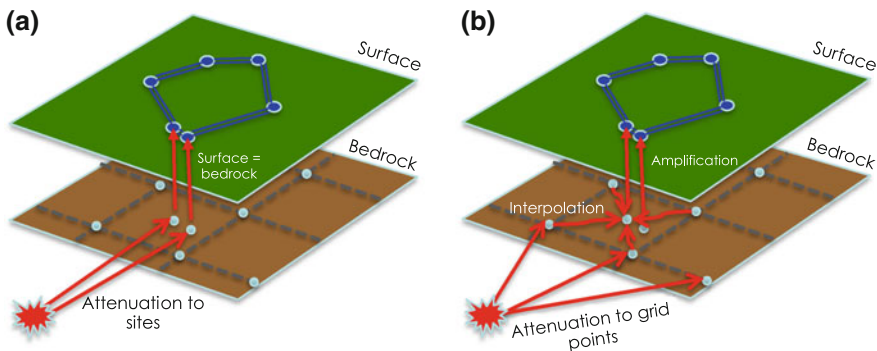 (a)
Surface
Bedrock
Surface =
bedrock
Attenuation to
sites
(b)
Surface
Bedrock
Amplification
Interpolation
Attenuation to grid
points